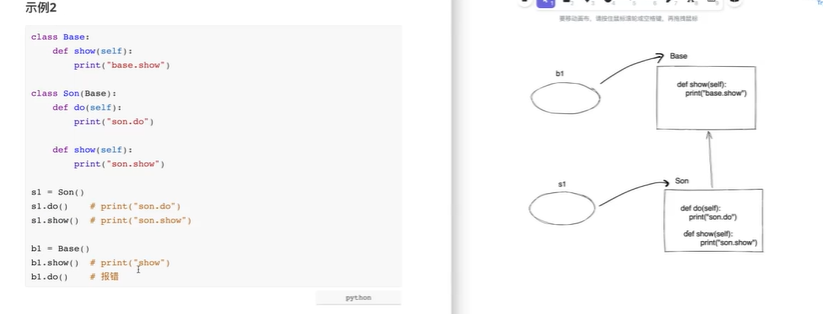 示例2
class Base:
    def show(self):
        print("base.show")
class Son(Base):
    def do(self):
        print("son.do")
    def show(self):
        print("son.show")
s1 = Son()
s1.do()    # print("son.do")
s1.show()  # print("son.show")
b1 = Base()
b1.show()  # print("show")
b1.do()    # 报错
python
要移动画布，请按住鼠标滚轮或空格键，再拖拽鼠标
Base
b1
def show(self):
    print("base.show")
s1
Son
def do(self):
    print("son.do")
def show(self):
    print("son.show")